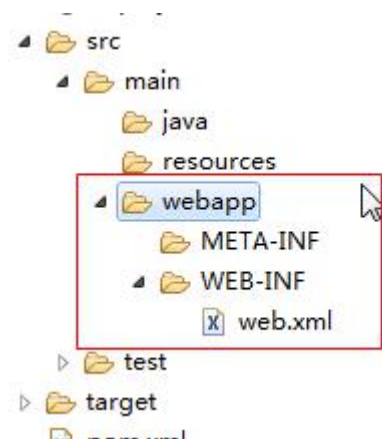 src
main
java
resources
webapp
META-INF
WEB-INF
web.xml
test
target